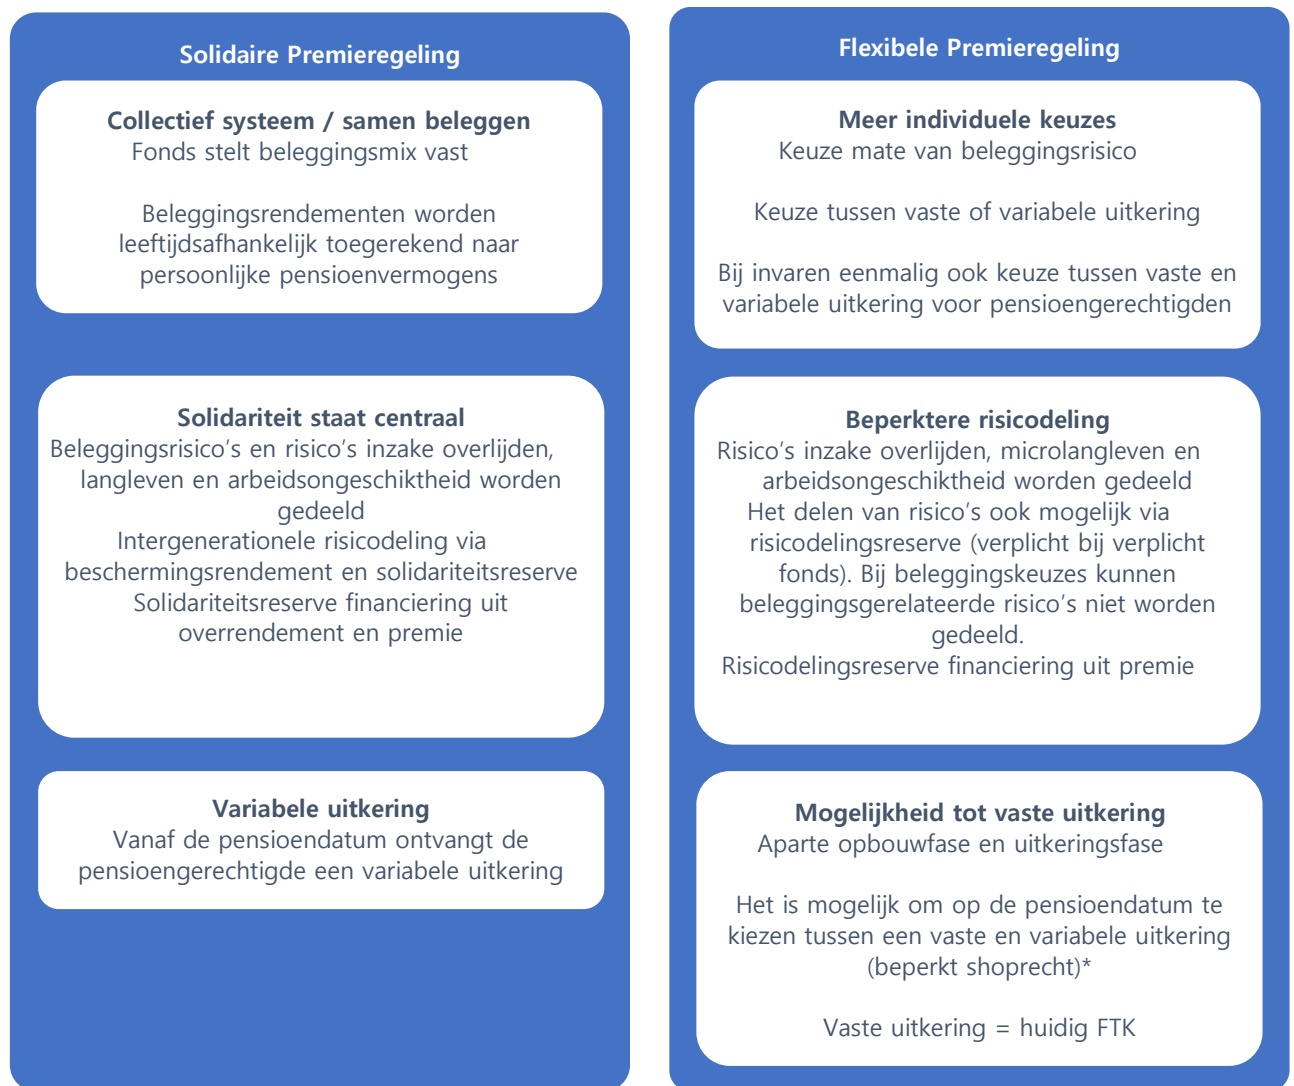 Solidaire Premieregeling
Collectief systeem / samen beleggen
Fonds stelt beleggingsmix vast
Beleggingsrendementen worden
leeftijdsafhankelijk toegerekend naar
persoonlijke pensioenvermogens
Solidariteit staat centraal
Beleggingsrisico's en risico's inzake overlijden,
langleven en arbeidsongeschiktheid worden
gedeeld
Intergenerationele risicodeling via
beschermingsrendement en solidariteitsreserve
Solidariteitsreserve financiering uit
overrendement en premie
Variabele uitkering
Vanaf de pensioendatum ontvangt de
pensioengerechtigde een variabele uitkering
Flexibele Premieregeling
Meer individuele keuzes
Keuze mate van beleggingsrisico
Keuze tussen vaste of variabele uitkering
Bij invaren eenmalig ook keuze tussen vaste en
variabele uitkering voor pensioengerechtigden
Beperktere risicodeling
Risico's inzake overlijden, microlangleven en
arbeidsongeschiktheid worden gedeeld
Het delen van risico's ook mogelijk via
risicodelingsreserve (verplicht bij verplicht
fonds). Bij beleggingskeuzes kunnen
beleggingsgerelateerde risico's niet worden
gedeeld.
Risicodelingsreserve financiering uit premie
Mogelijkheid tot vaste uitkering
Aparte opbouwfase en uitkeringsfase
Het is mogelijk om op de pensioendatum te
kiezen tussen een vaste en variabele uitkering
(beperkt shoprecht)*
Vaste uitkering = huidig FTK